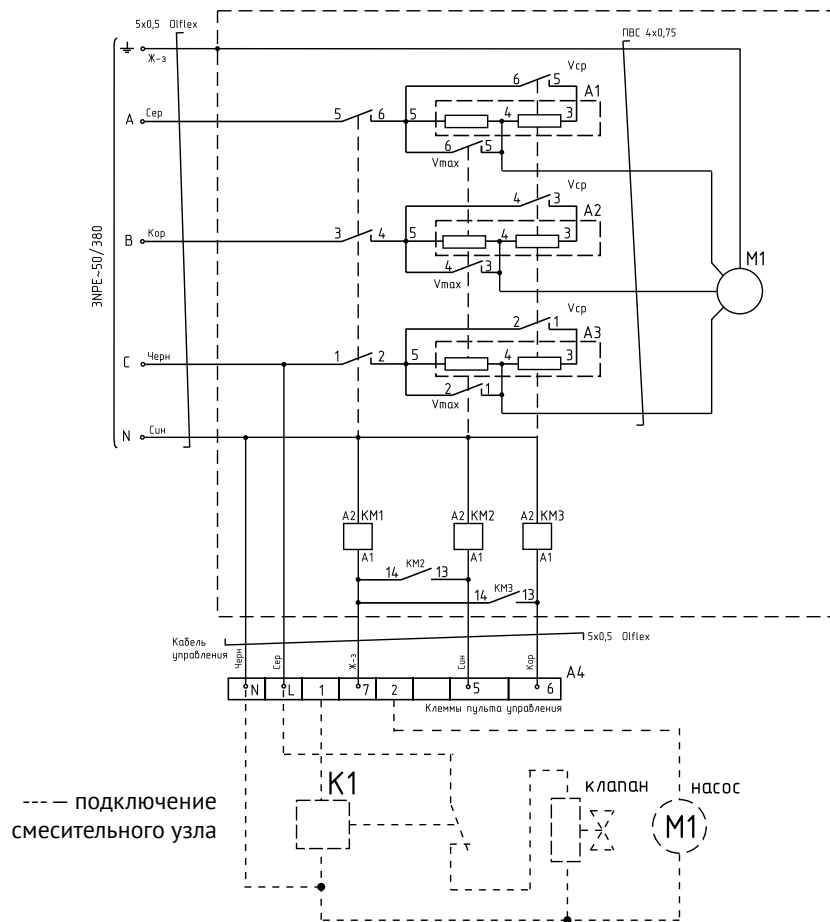 5x0,5 Olflex
ПВС 4x0,75
Ж-з
Vср
6 5
A1
A Сер
5 6 5 4 3
6 5
Vmax
Vср
4 3
A2
B Кор
3 4 5 4 3
4 3
Vmax
M1
3NPE~50/380
Vср
2 1
A3
C Черн
1 2 5 4 3
2 1
Vmax
N Син
A2 KM1
A2 KM2
A2 KM3
A1
A1
A1
KM2
14 13
KM3
14 13
Кабель
управления
5x0,5 Olflex
Черн
Сер
Ж-з
Син
Кор
A4
N L 1 7 2 5 6
Клеммы пульта управления
K1
клапан
насос
M1
--- — подключение
смесительного узла